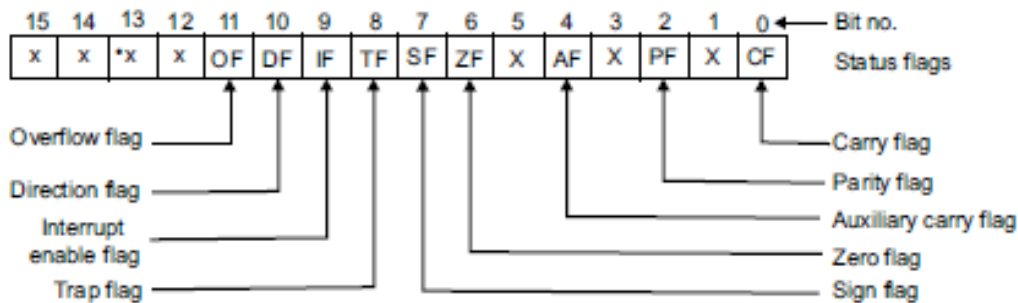 15 14 13 12 11 10 9 8 7 6 5 4 3 2 1 0 Bit no.
x x *x x OF DF IF TF SF ZF X AF X PF X CF Status flags
Overflow flag
Carry flag
Direction flag
Parity flag
Interrupt
enable flag
Auxiliary carry flag
Zero flag
Trap flag
Sign flag